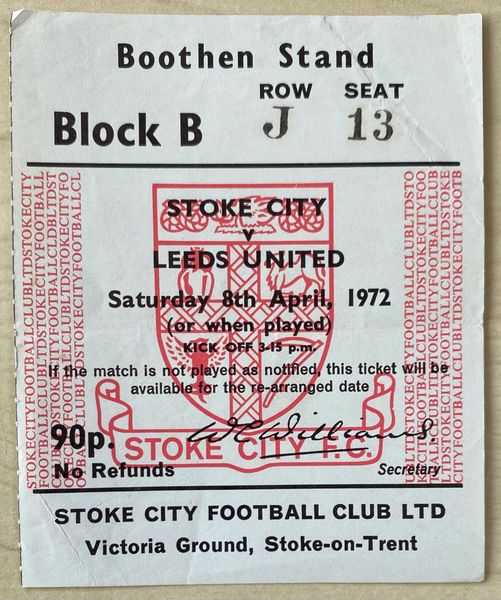 Boothen Stand
ROW SEAT
Block B J 13
STOKE CITY
v
LEEDS UNITED
Saturday 8th April, 1972
(or when played)
KICK OFF 3-15 p.m.
If the match is not played as notified, this ticket will be
available for the re-arranged date
90p. W C Williams
STOKE CITY F.C.
No Refunds Secretary
STOKE CITY FOOTBALL CLUB LTD
Victoria Ground, Stoke-on-Trent